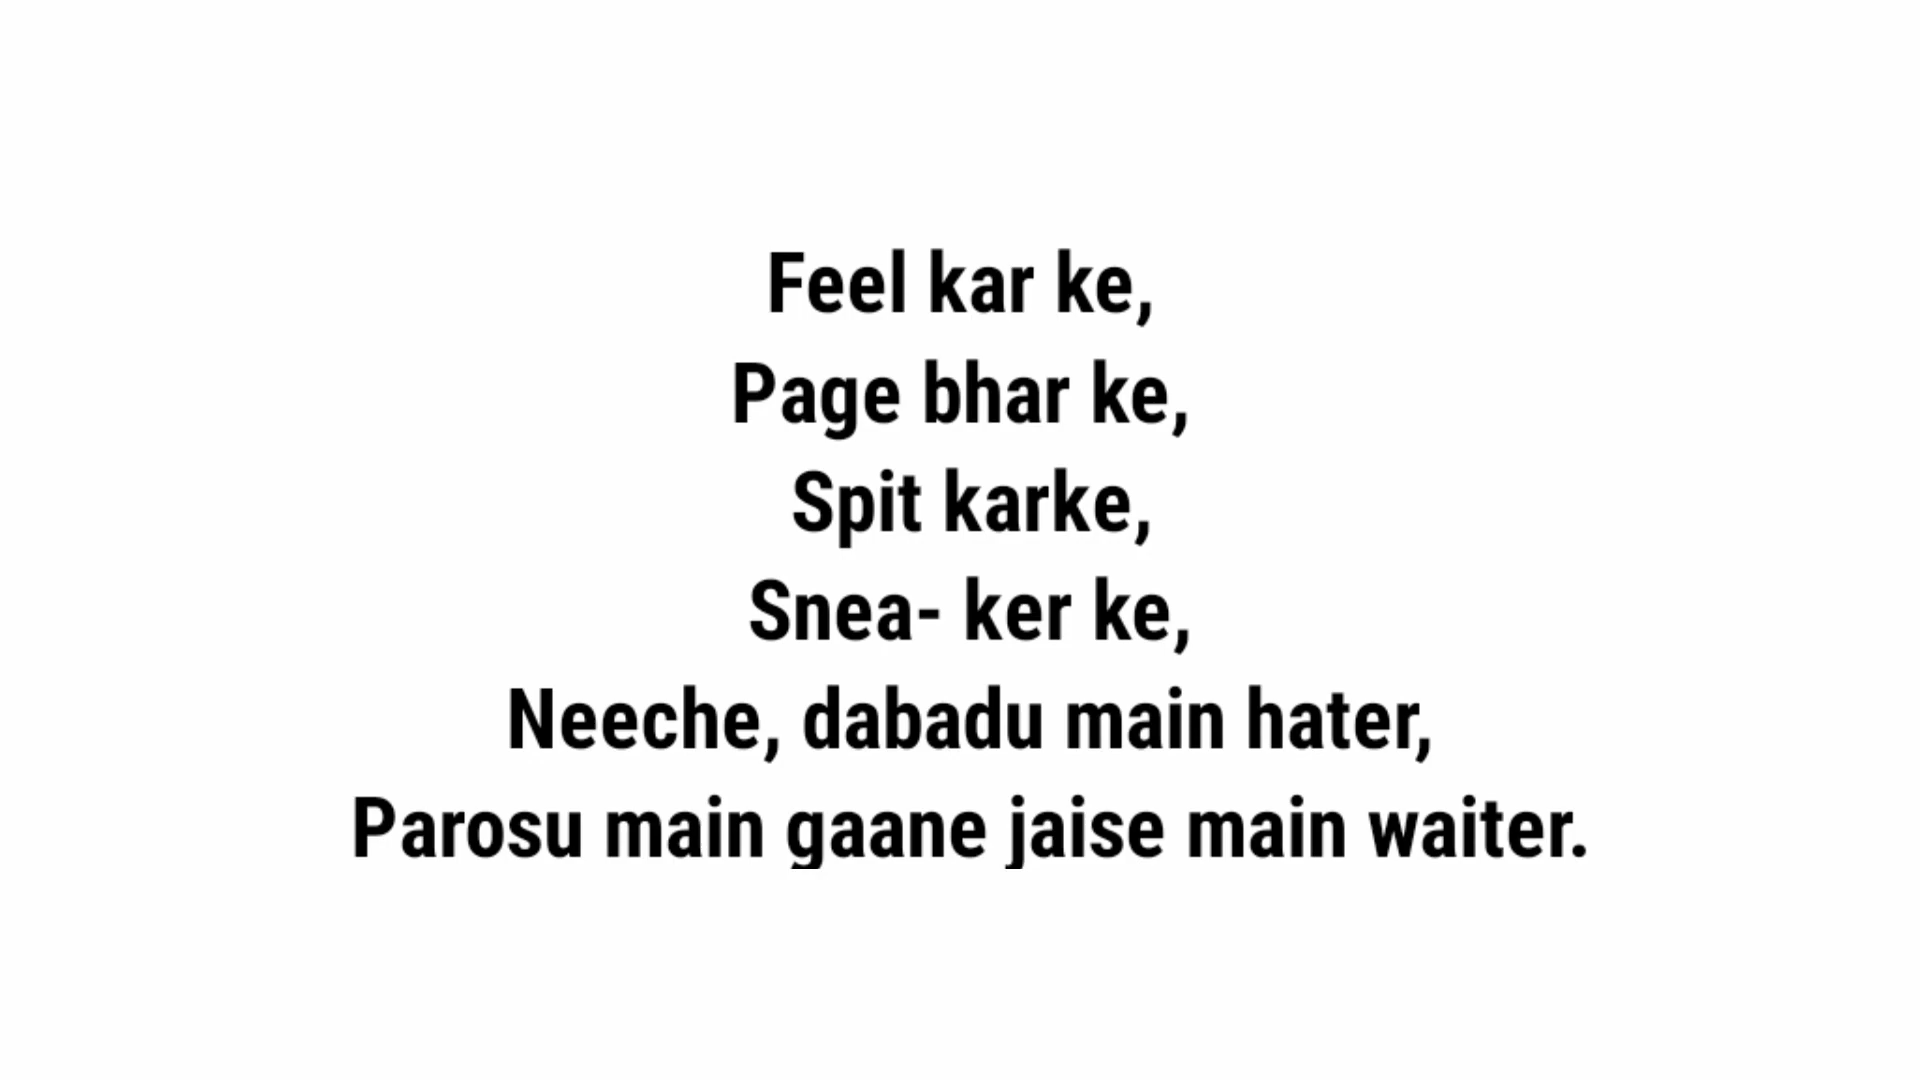 Feel kar ke,
Page bhar ke,
Spit karke,
Snea- ker ke,
Neeche, dabadu main hater,
Parosu main gaane jaise main waiter.